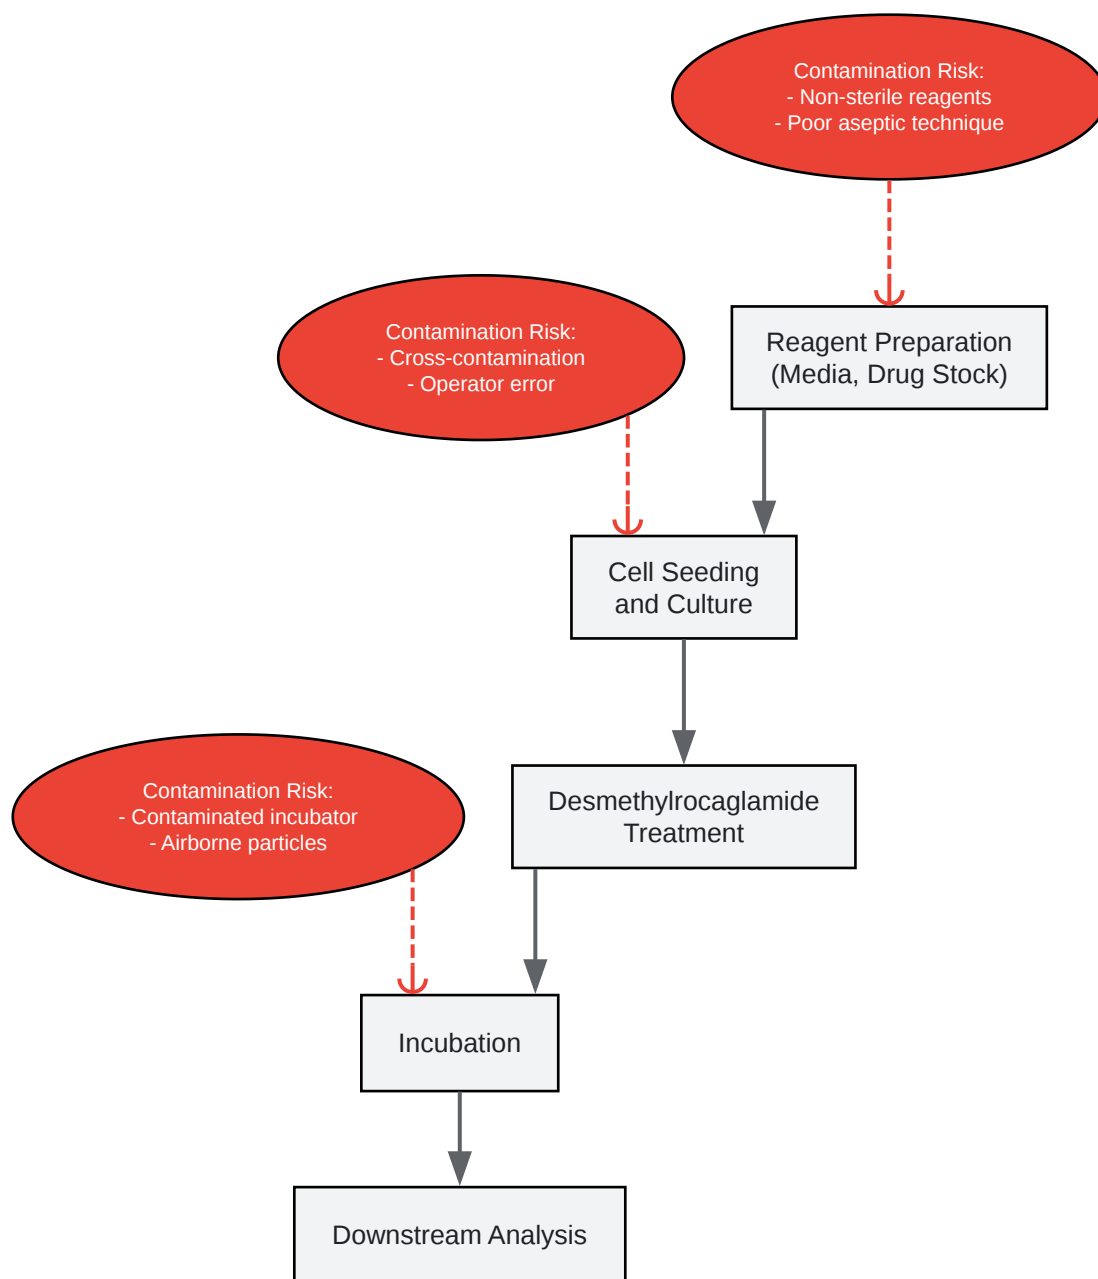 Contamination Risk:
- Non-sterile reagents
- Poor aseptic technique
Contamination Risk:
- Cross-contamination
- Operator error
Reagent Preparation
(Media, Drug Stock)
Cell Seeding
and Culture
Contamination Risk:
- Contaminated incubator
- Airborne particles
Desmethylrocaglamide
Treatment
Incubation
Downstream Analysis